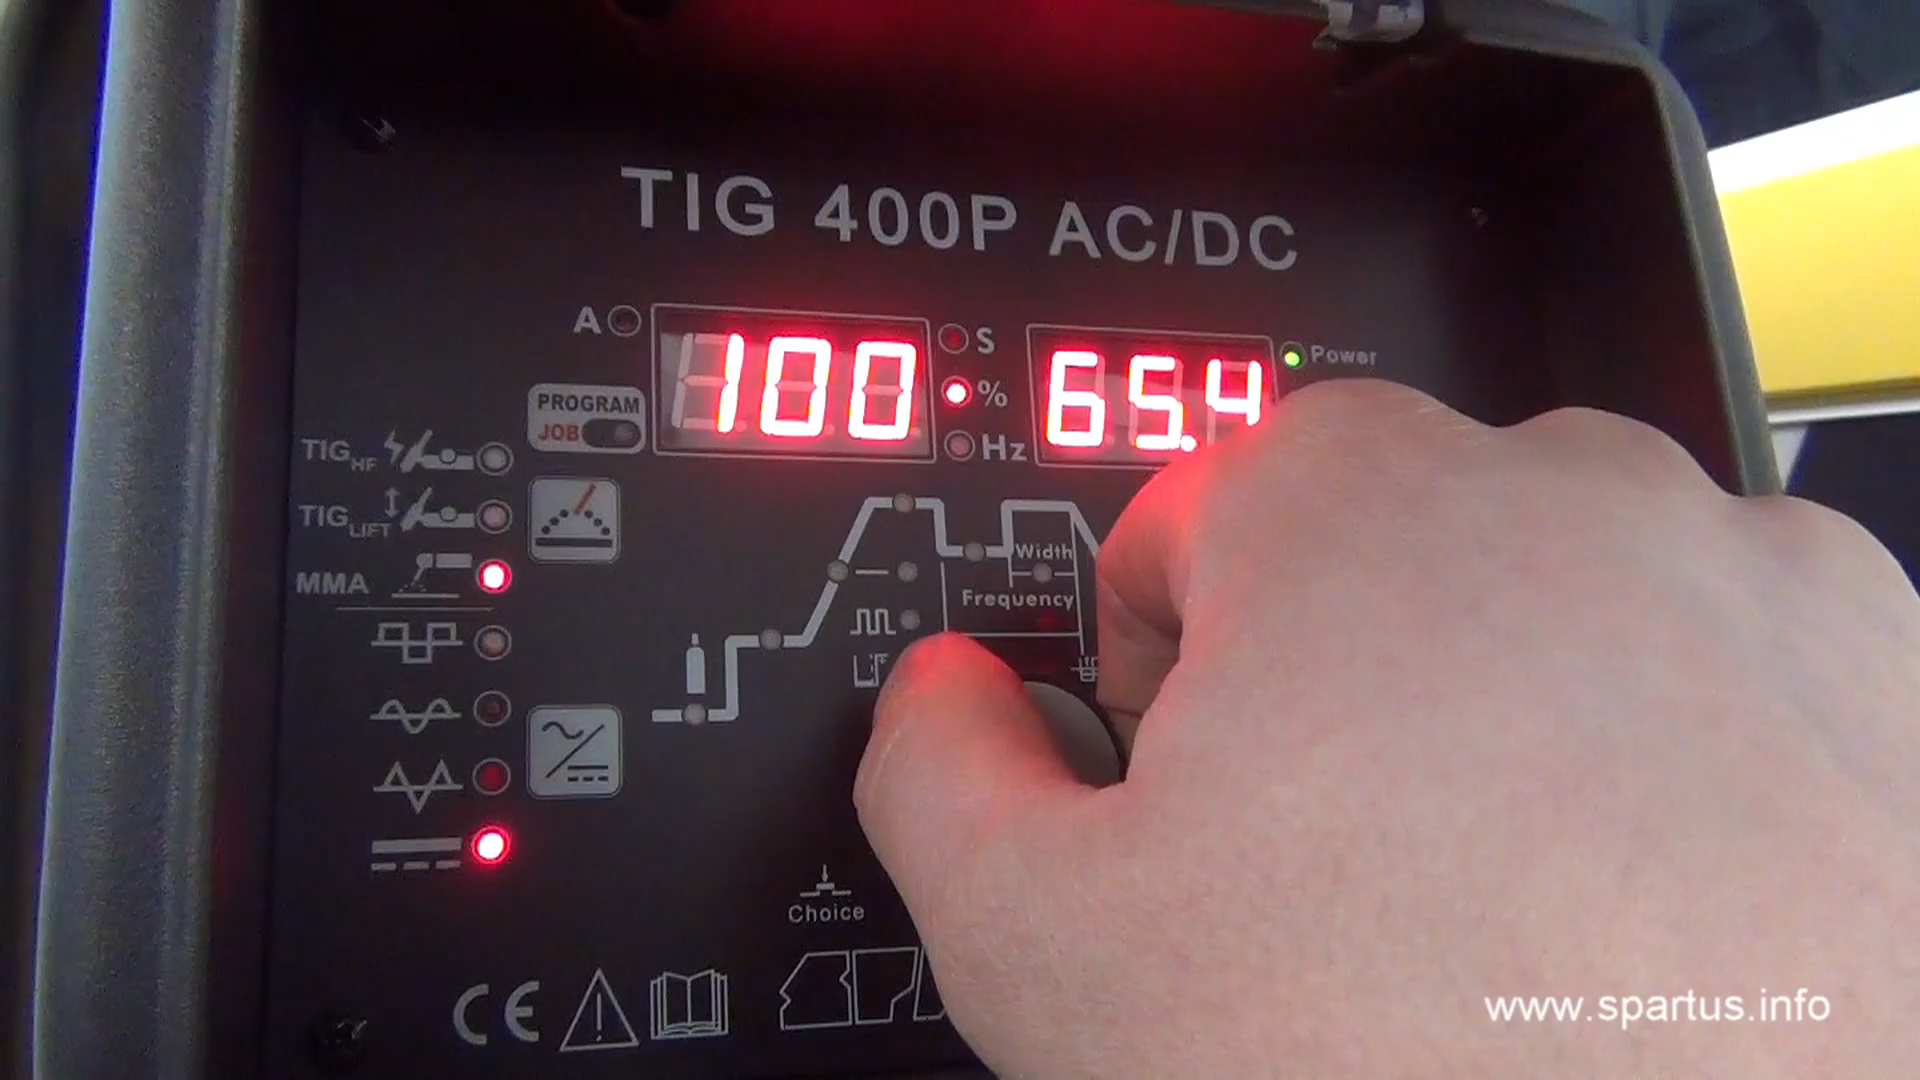 TIG 400P AC/DC
A
100
S
%
Hz
65.4
Power
PROGRAM
JOB
TIG HF
TIG LIFT
MMA
Width
Frequency
Choice
CE
www.spartus.info